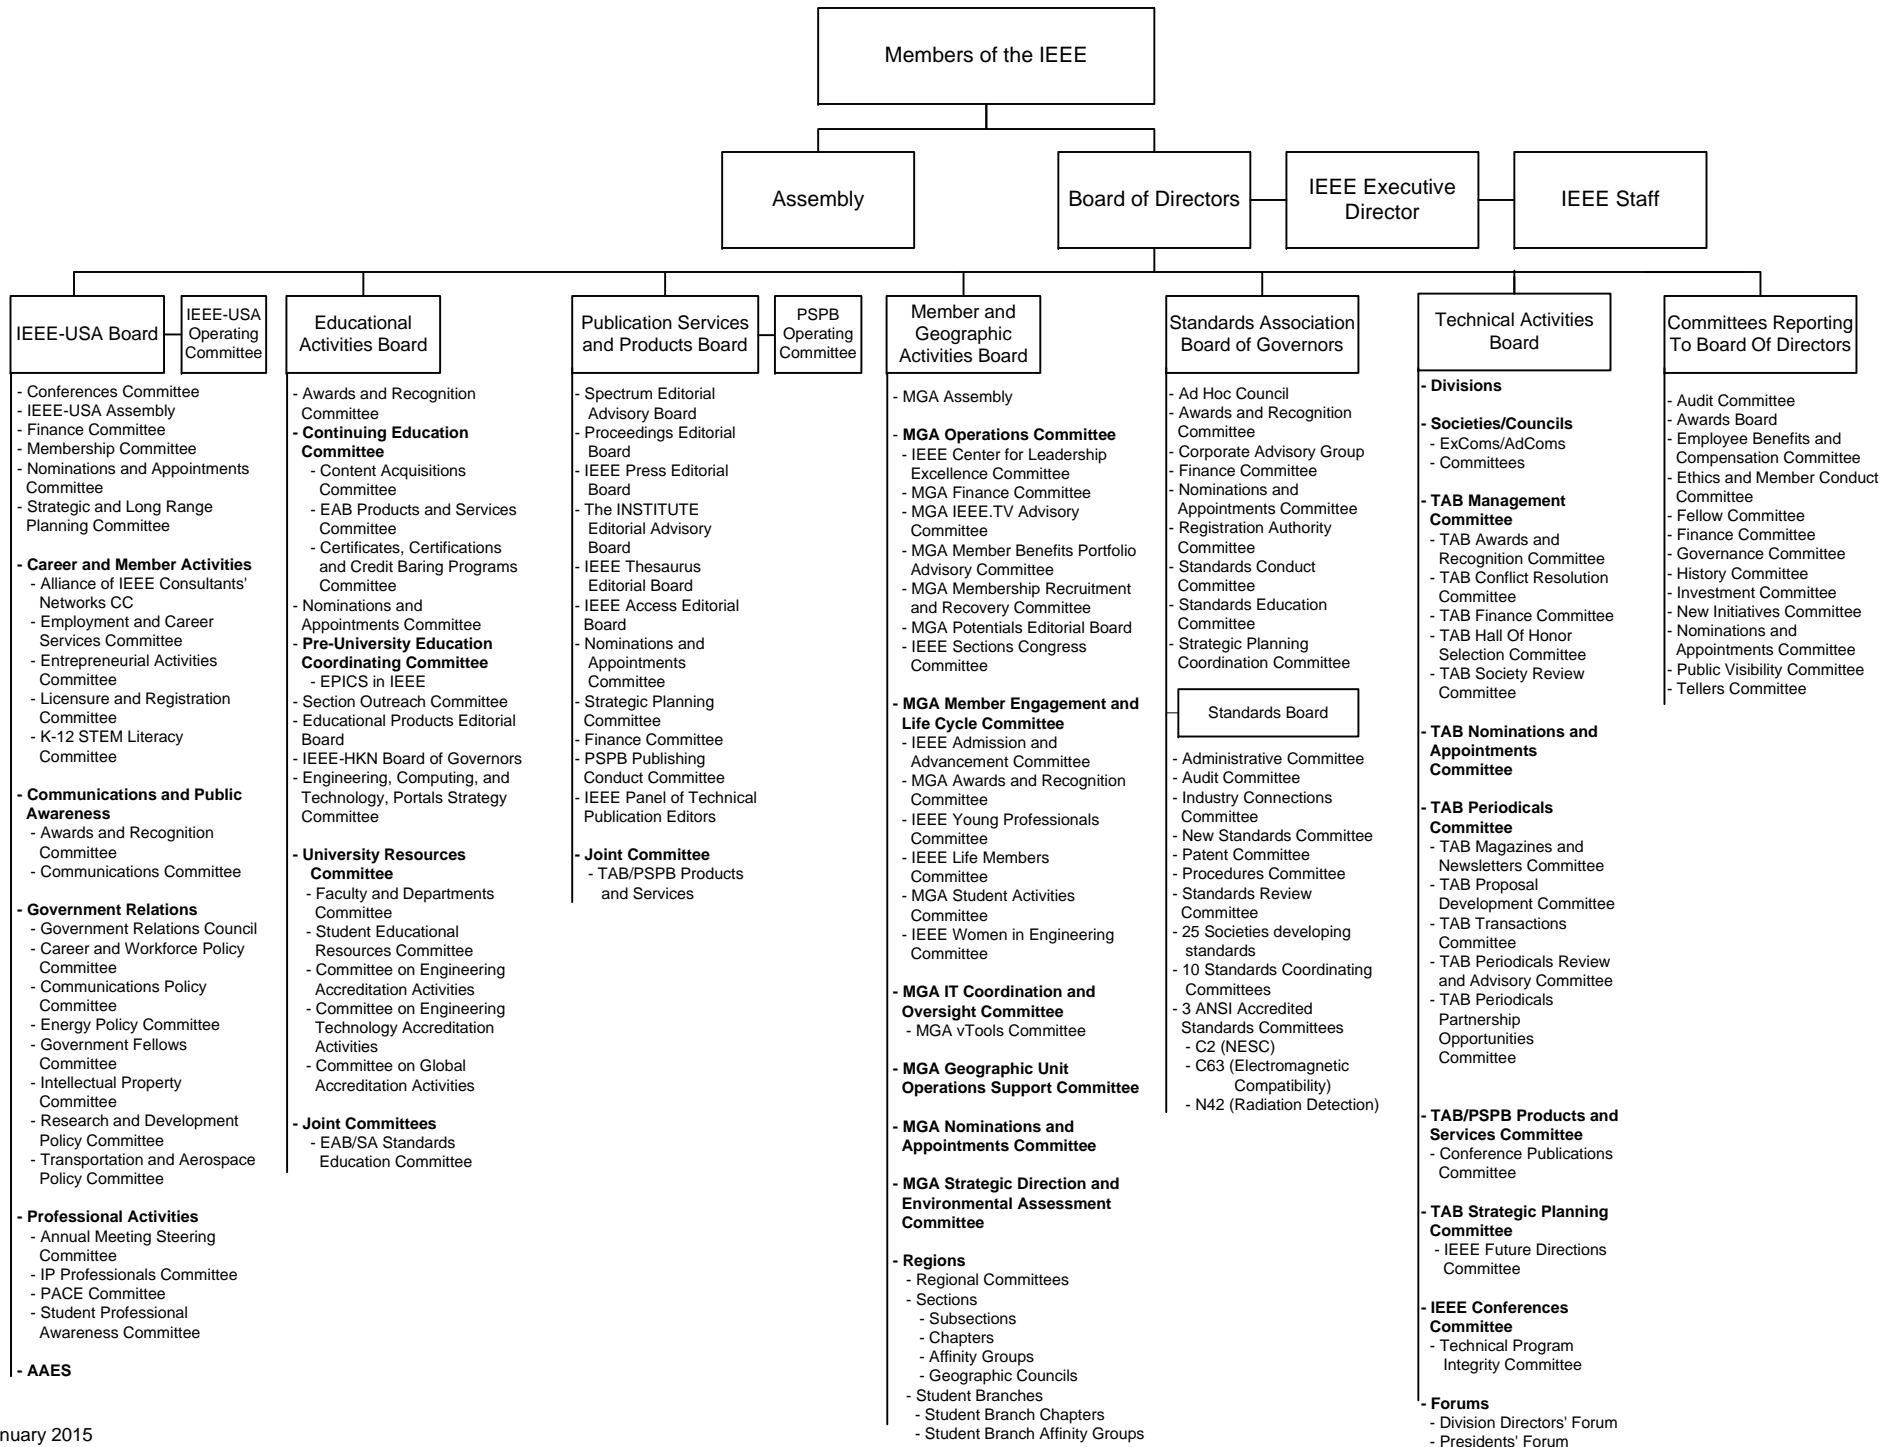 Members of the IEEE
Assembly
Board of Directors
IEEE Executive
Director
IEEE Staff
IEEE-USA Board
IEEE-USA
Operating
Committee
- Conferences Committee
- IEEE-USA Assembly
- Finance Committee
- Membership Committee
- Nominations and Appointments
Committee
- Strategic and Long Range
Planning Committee
- Career and Member Activities
- Alliance of IEEE Consultants'
Networks CC
- Employment and Career
Services Committee
- Entrepreneurial Activities
Committee
- Licensure and Registration
Committee
- K-12 STEM Literacy
Committee
- Communications and Public
Awareness
- Awards and Recognition
Committee
- Communications Committee
- Government Relations
- Government Relations Council
- Career and Workforce Policy
Committee
- Communications Policy
Committee
- Energy Policy Committee
- Government Fellows
Committee
- Intellectual Property
Committee
- Research and Development
Policy Committee
- Transportation and Aerospace
Policy Committee
- Professional Activities
- Annual Meeting Steering
Committee
- IP Professionals Committee
- PACE Committee
- Student Professional
Awareness Committee
- AAES
Educational
Activities Board
- Awards and Recognition
Committee
- Continuing Education
Committee
- Content Acquisitions
Committee
- EAB Products and Services
Committee
- Certificates, Certifications
and Credit Baring Programs
Committee
- Nominations and
Appointments Committee
- Pre-University Education
Coordinating Committee
- EPICS in IEEE
- Section Outreach Committee
- Educational Products Editorial
Board
- IEEE-HKN Board of Governors
- Engineering, Computing, and
Technology, Portals Strategy
Committee
- University Resources
Committee
- Faculty and Departments
Committee
- Student Educational
Resources Committee
- Committee on Engineering
Accreditation Activities
- Committee on Engineering
Technology Accreditation
Activities
- Committee on Global
Accreditation Activities
- Joint Committees
- EAB/SA Standards
Education Committee
Publication Services
and Products Board
PSPB
Operating
Committee
- Spectrum Editorial
Advisory Board
- Proceedings Editorial
Board
- IEEE Press Editorial
Board
- The INSTITUTE
Editorial Advisory
Board
- IEEE Thesaurus
Editorial Board
- IEEE Access Editorial
Board
- Nominations and
Appointments
Committee
- Strategic Planning
Committee
- Finance Committee
- PSPB Publishing
Conduct Committee
- IEEE Panel of Technical
Publication Editors
- Joint Committee
- TAB/PSPB Products
and Services
Member and
Geographic
Activities Board
- MGA Assembly
- MGA Operations Committee
- IEEE Center for Leadership
Excellence Committee
- MGA Finance Committee
- MGA IEEE.TV Advisory
Committee
- MGA Member Benefits Portfolio
Advisory Committee
- MGA Membership Recruitment
and Recovery Committee
- MGA Potentials Editorial Board
- IEEE Sections Congress
Committee
- MGA Member Engagement and
Life Cycle Committee
- IEEE Admission and
Advancement Committee
- MGA Awards and Recognition
Committee
- IEEE Young Professionals
Committee
- IEEE Life Members
Committee
- MGA Student Activities
Committee
- IEEE Women in Engineering
Committee
- MGA IT Coordination and
Oversight Committee
- MGA vTools Committee
- MGA Geographic Unit
Operations Support Committee
- MGA Nominations and
Appointments Committee
- MGA Strategic Direction and
Environmental Assessment
Committee
- Regions
- Regional Committees
- Sections
- Subsections
- Chapters
- Affinity Groups
- Geographic Councils
- Student Branches
- Student Branch Chapters
- Student Branch Affinity Groups
Standards Association
Board of Governors
- Ad Hoc Council
- Awards and Recognition
Committee
- Corporate Advisory Group
- Finance Committee
- Nominations and
Appointments Committee
- Registration Authority
Committee
- Standards Conduct
Committee
- Standards Education
Committee
- Strategic Planning
Coordination Committee
Standards Board
- Administrative Committee
- Audit Committee
- Industry Connections
Committee
- New Standards Committee
- Patent Committee
- Procedures Committee
- Standards Review
Committee
- 25 Societies developing
standards
- 10 Standards Coordinating
Committees
- 3 ANSI Accredited
Standards Committees
- C2 (NESC)
- C63 (Electromagnetic
Compatibility)
- N42 (Radiation Detection)
Technical Activities
Board
- Divisions
- Societies/Councils
- ExComs/AdComs
- Committees
- TAB Management
Committee
- TAB Awards and
Recognition Committee
- TAB Conflict Resolution
Committee
- TAB Finance Committee
- TAB Hall Of Honor
Selection Committee
- TAB Society Review
Committee
- TAB Nominations and
Appointments
Committee
- TAB Periodicals
Committee
- TAB Magazines and
Newsletters Committee
- TAB Proposal
Development Committee
- TAB Transactions
Committee
- TAB Periodicals Review
and Advisory Committee
- TAB Periodicals
Partnership
Opportunities
Committee
- TAB/PSPB Products and
Services Committee
- Conference Publications
Committee
- TAB Strategic Planning
Committee
- IEEE Future Directions
Committee
- IEEE Conferences
Committee
- Technical Program
Integrity Committee
- Forums
- Division Directors' Forum
- Presidents' Forum
Committees Reporting
To Board Of Directors
- Audit Committee
- Awards Board
- Employee Benefits and
Compensation Committee
- Ethics and Member Conduct
Committee
- Fellow Committee
- Finance Committee
- Governance Committee
- History Committee
- Investment Committee
- New Initiatives Committee
- Nominations and
Appointments Committee
- Public Visibility Committee
- Tellers Committee
nuary 2015